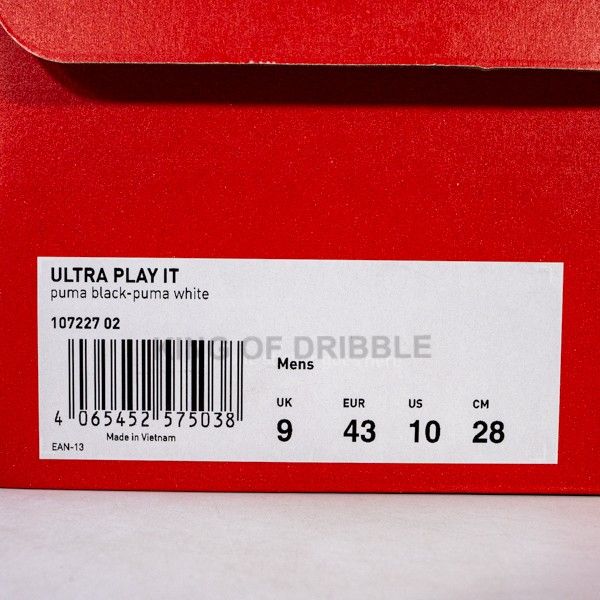 ULTRA PLAY IT
puma black-puma white
107227 02
KING OF DRIBBLE
Mens
UK EUR US CM
9 43 10 28
4 065452 575038
Made in Vietnam
EAN-13